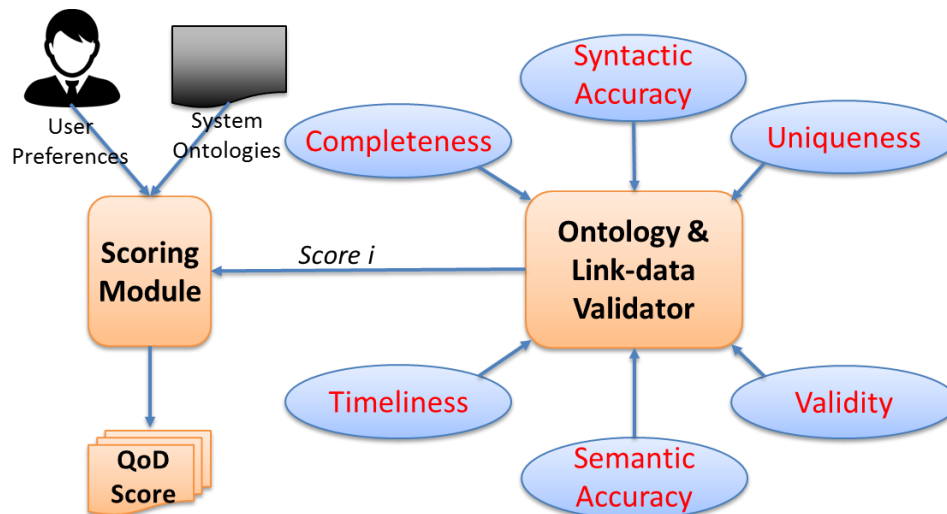 User
Preferences
System
Ontologies
Syntactic
Accuracy
Completeness
Uniqueness
Scoring
Module
Score i
Ontology &
Link-data
Validator
Timeliness
Validity
Semantic
Accuracy
QoD
Score